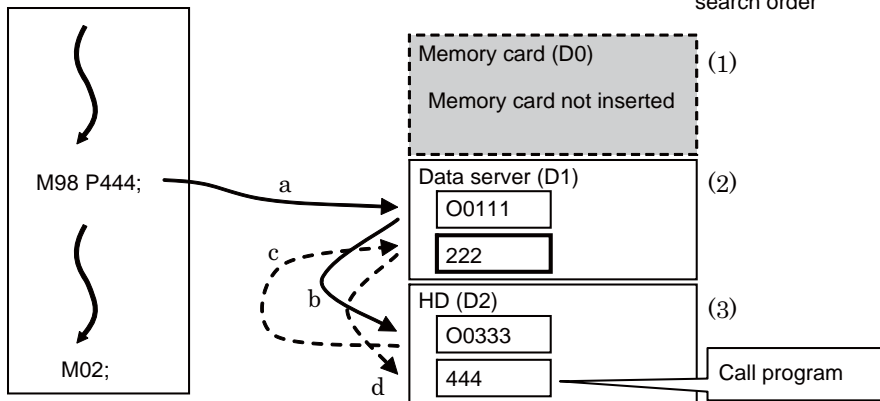 search order
Memory card (D0)
(1)
Memory card not inserted
M98 P444;
a
Data server (D1)
(2)
O0111
c
222
b
HD (D2)
(3)
O0333
M02;
d
444
Call program